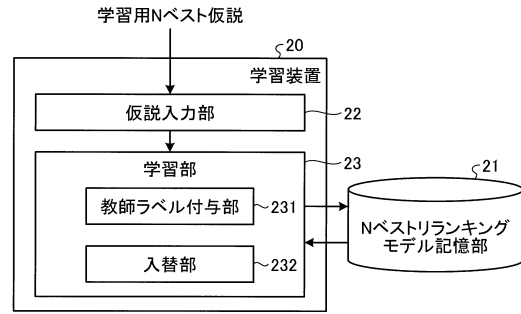 学習用Nベスト仮説
20
学習装置
仮説入力部
22
学習部
23
教師ラベル付与部
231
入替部
232
21
Nベストリランキング
モデル記憶部